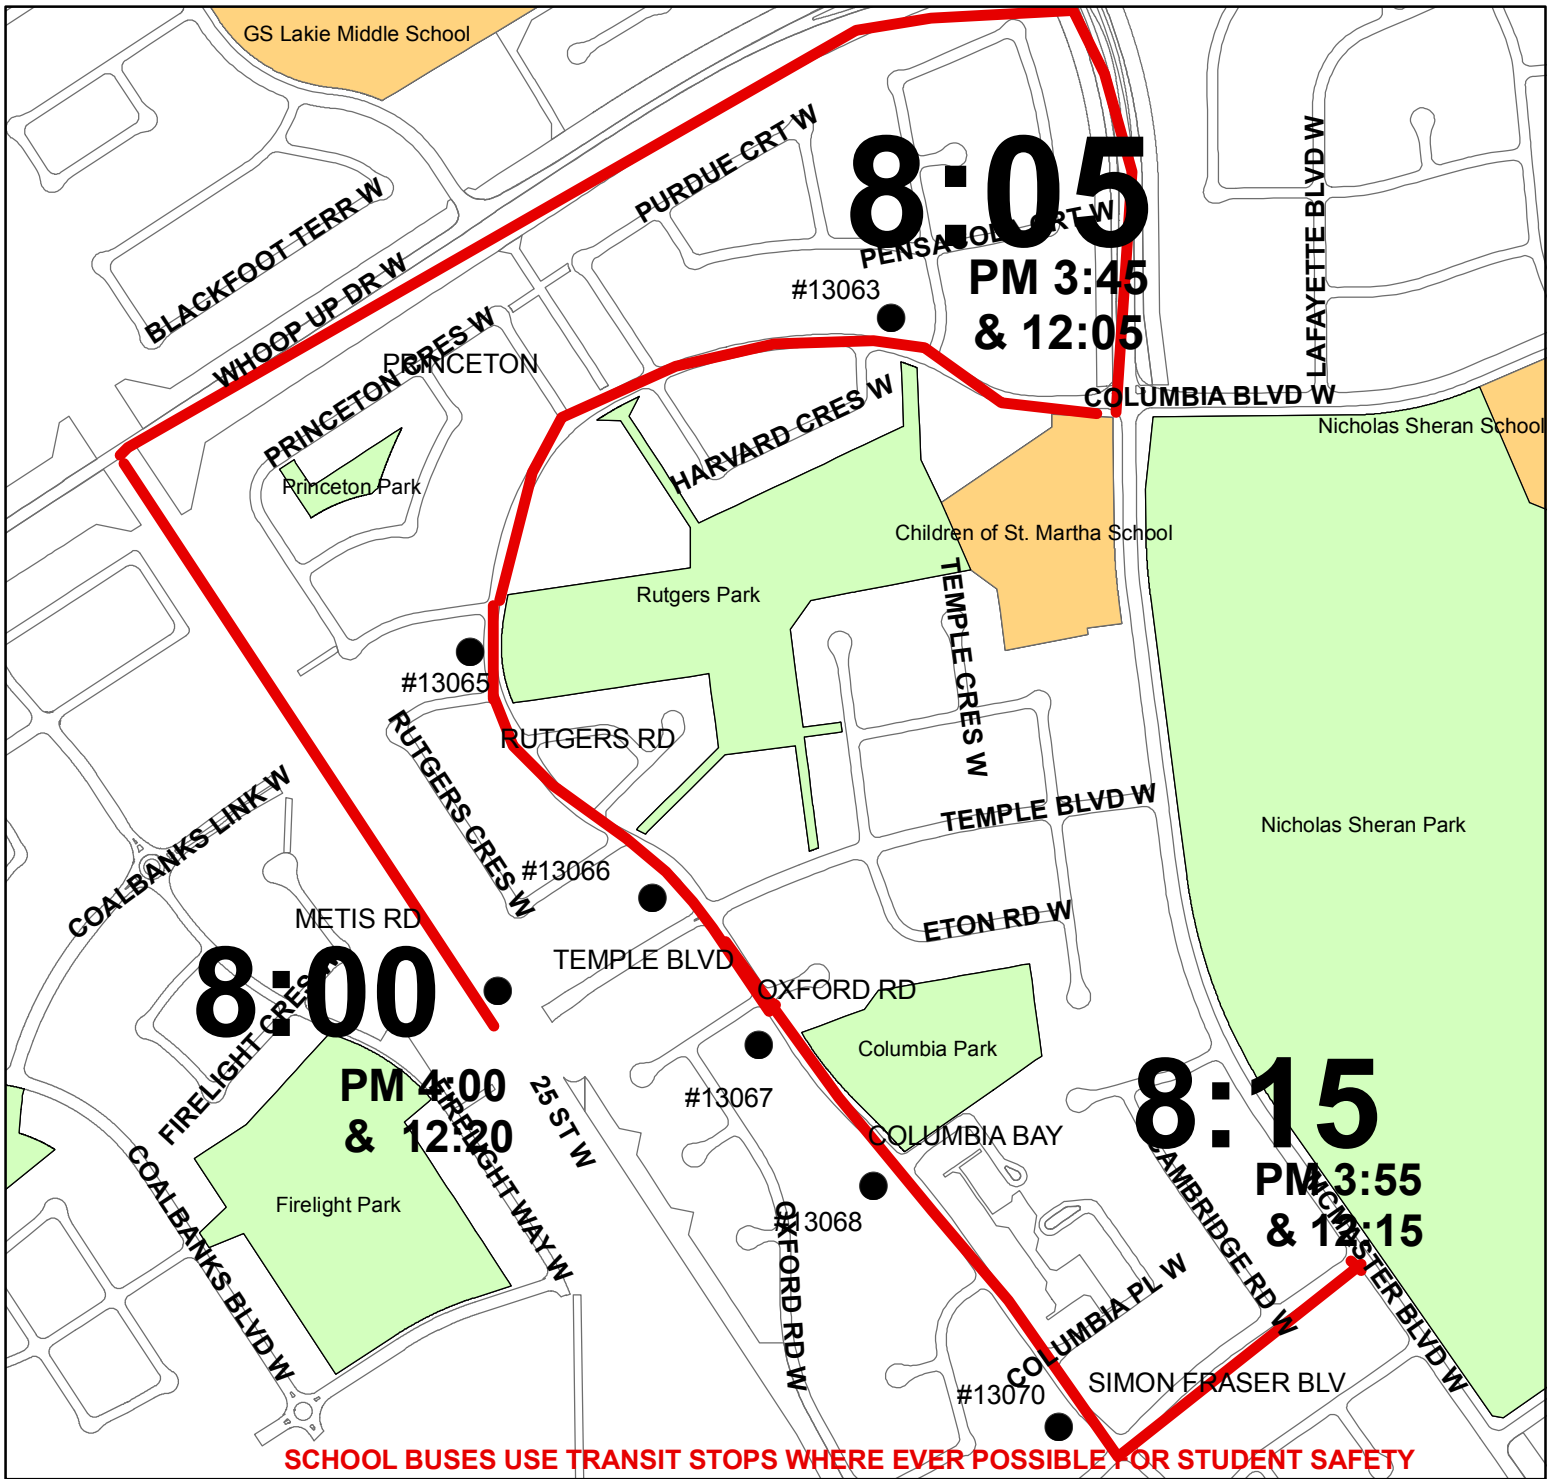 GS Lakie Middle School
PURDUE CRT W
8:05
BLACKFOOT TERR W
LAFAYETTE BLVD W
PENSACOLA CRT W
WHOOP UP DR W
#13063
PM 3:45
& 12:05
PRINCETON CRES W
PRINCETON
HARVARD CRES W
COLUMBIA BLVD W
Nicholas Sheran School
Princeton Park
Children of St. Martha School
Rutgers Park
TEMPLE CRES W
#13065
RUTGERS CRES W
RUTGERS RD
COALBANKS LINK W
TEMPLE BLVD W
Nicholas Sheran Park
#13066
METIS RD
ETON RD W
TEMPLE BLVD
8:00
FIRELIGHT CRES W
OXFORD RD
Columbia Park
PM 4:00
& 12:20
FIRELIGHT WAY W
25 ST W
#13067
8:15
COLUMBIA BAY
PM 3:55
& 12:15
CAMBRIDGE RD W
MCMASTER BLVD W
COALBANKS BLVD W
Firelight Park
#13068
OXFORD RD W
COLUMBIA PL W
#13070
SIMON FRASER BLV
SCHOOL BUSES USE TRANSIT STOPS WHERE EVER POSSIBLE FOR STUDENT SAFETY